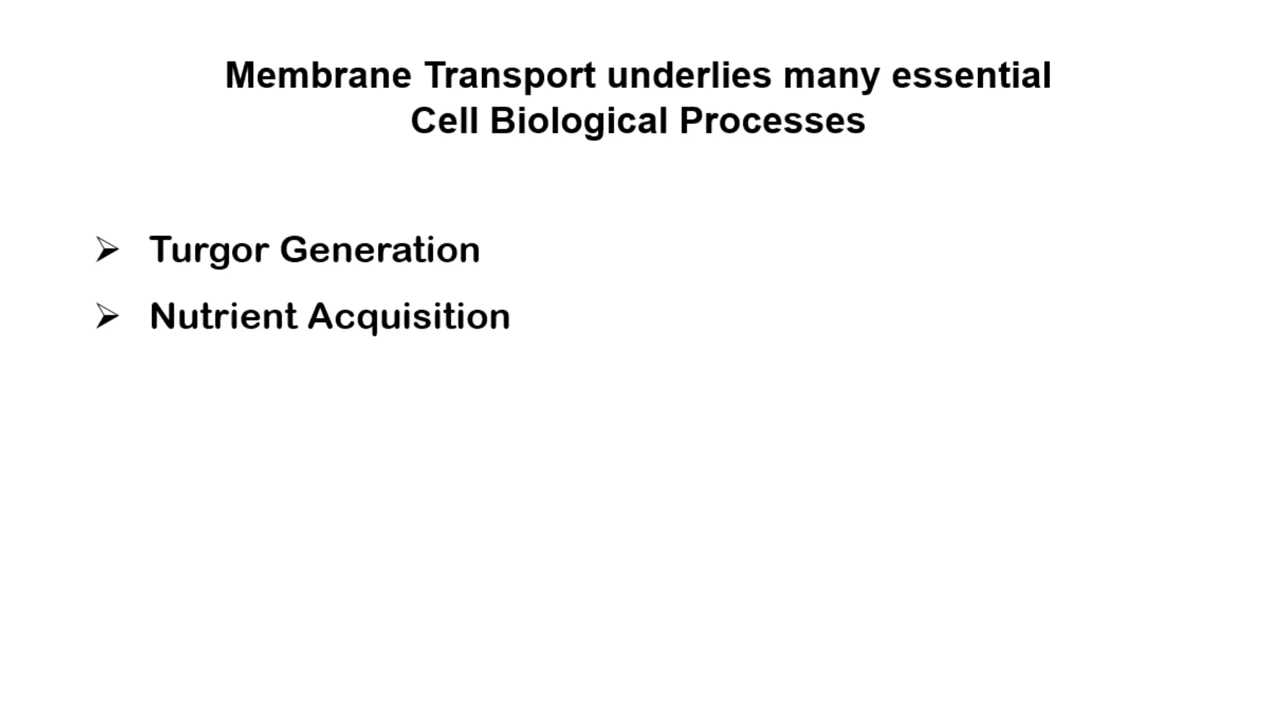 Membrane Transport underlies many essential
Cell Biological Processes
➢ Turgor Generation
➢ Nutrient Acquisition